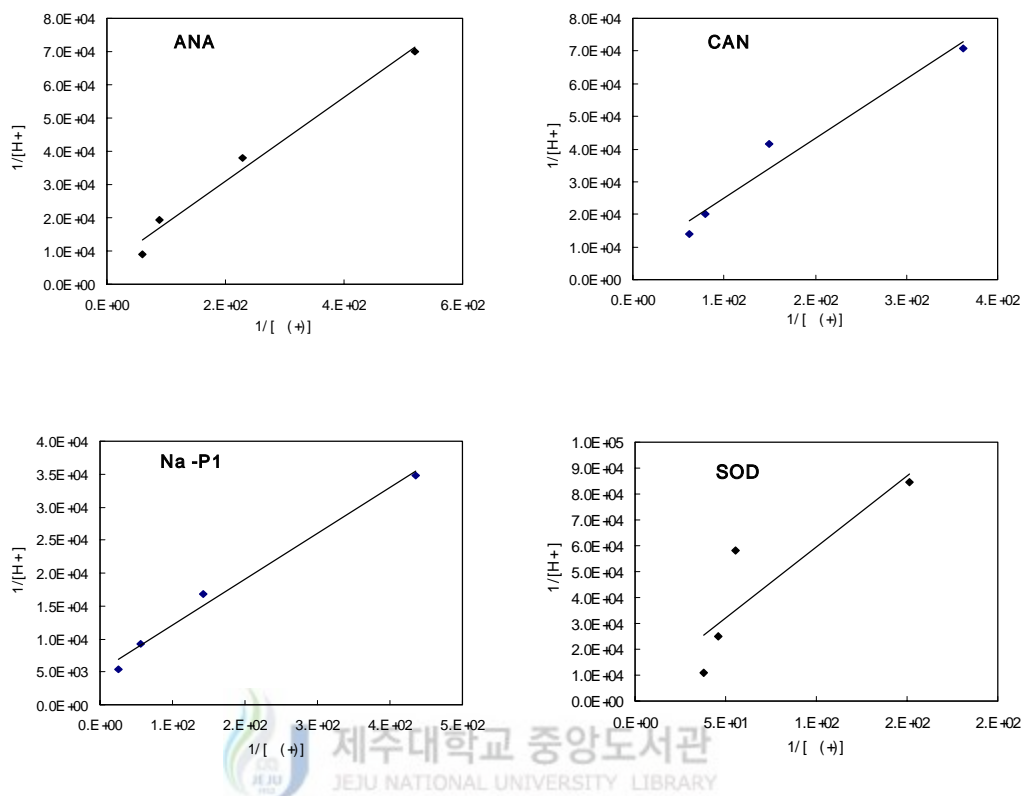 ANA
8.0E+04
7.0E+04
6.0E+04
5.0E+04
4.0E+04
3.0E+04
2.0E+04
1.0E+04
0.0E+00
1/[H+]
0.E+00 2.E+02 4.E+02 6.E+02
1/[ (+)]
CAN
8.0E+04
7.0E+04
6.0E+04
5.0E+04
4.0E+04
3.0E+04
2.0E+04
1.0E+04
0.0E+00
1/[H+]
0.E+00 1.E+02 2.E+02 3.E+02 4.E+02
1/[ (+)]
Na -P1
4.0E+04
3.5E+04
3.0E+04
2.5E+04
2.0E+04
1.5E+04
1.0E+04
5.0E+03
0.0E+00
1/[H+]
0.E+00 1.E+02 2.E+02 3.E+02 4.E+02 5.E+02
1/[ (+)]
SOD
1.0E+05
9.0E+04
8.0E+04
7.0E+04
6.0E+04
5.0E+04
4.0E+04
3.0E+04
2.0E+04
1.0E+04
0.0E+00
1/[H+]
0.E+00 5.E+01 1.E+02 2.E+02 2.E+02
1/[ (+)]
제주대학교 중앙도서관
JEJU NATIONAL UNIVERSITY LIBRARY
JEJU
1952